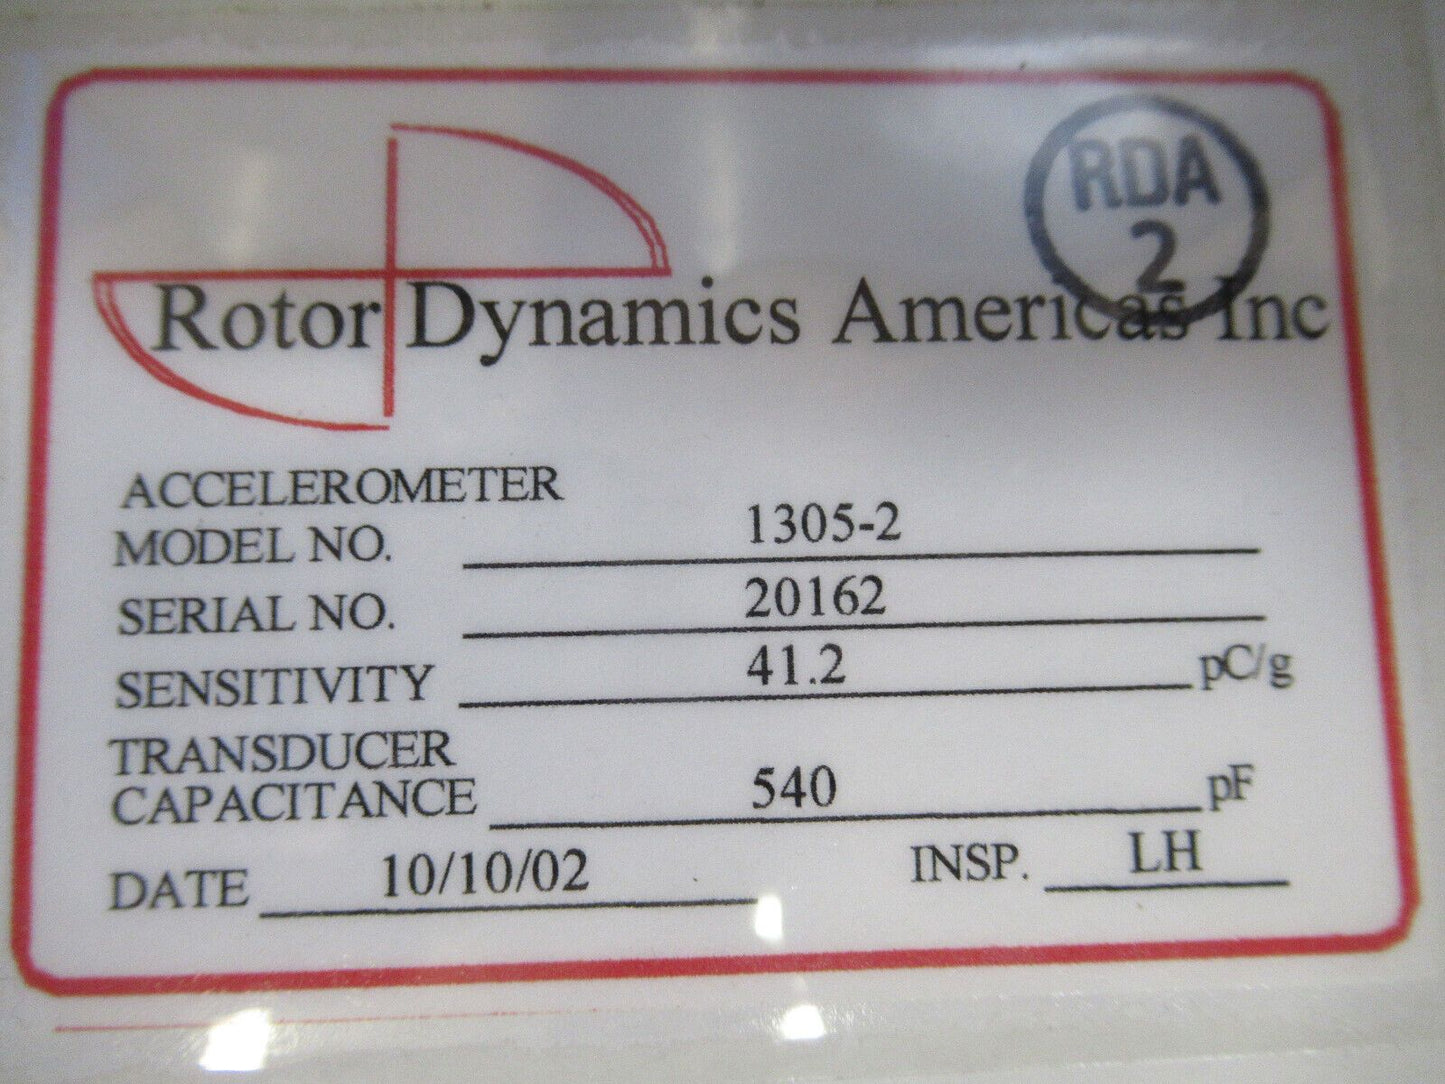 RDA
2
Rotor Dynamics Americas Inc
ACCELEROMETER
MODEL NO. 1305-2
SERIAL NO. 20162
SENSITIVITY 41.2 pC/g
TRANSDUCER
CAPACITANCE 540 pF
DATE 10/10/02 INSP. LH